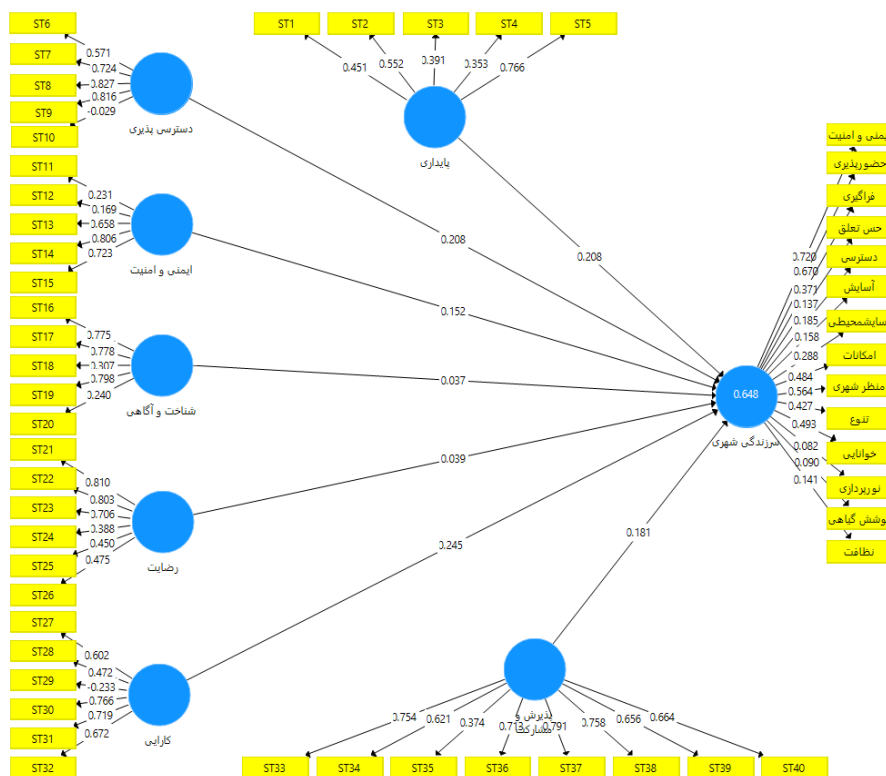 ST6
ST1
ST2
ST3
ST4
ST5
ST7
ST8
ST9
ST10
0.571
0.724
0.827
0.816
-0.029
دسترسی پذیری
0.451
0.552
0.391
0.353
0.766
پایداری
ST11
ST12
ST13
ST14
ST15
0.231
0.169
0.658
0.806
0.723
ایمنی و امنیت
ST16
ST17
ST18
ST19
ST20
0.775
0.778
0.307
0.798
0.240
شناخت و آگاهی
ST21
ST22
ST23
ST24
ST25
ST26
0.810
0.803
0.706
0.388
0.450
0.475
رضایت
ST27
ST28
ST29
ST30
ST31
ST32
0.602
0.472
-0.233
0.766
0.719
0.672
کارایی
0.208
0.208
0.152
0.037
0.039
0.245
0.181
0.648
سرزندگی شهری
یمنی و امنیت
حضورپذیری
فراگیری
حس تعلق
دسترسی
آسایش
سایشمحیطی
امکانات
منظر شهری
تنوع
خوانایی
نورپردازی
وشش گیاهی
نظافت
0.720
0.670
0.371
0.137
0.185
0.158
0.288
0.484
0.564
0.427
0.493
0.082
0.090
0.141
پذیرش و
مشارکت
0.754
0.621
0.374
0.713
0.791
0.758
0.656
0.664
ST33
ST34
ST35
ST36
ST37
ST38
ST39
ST40